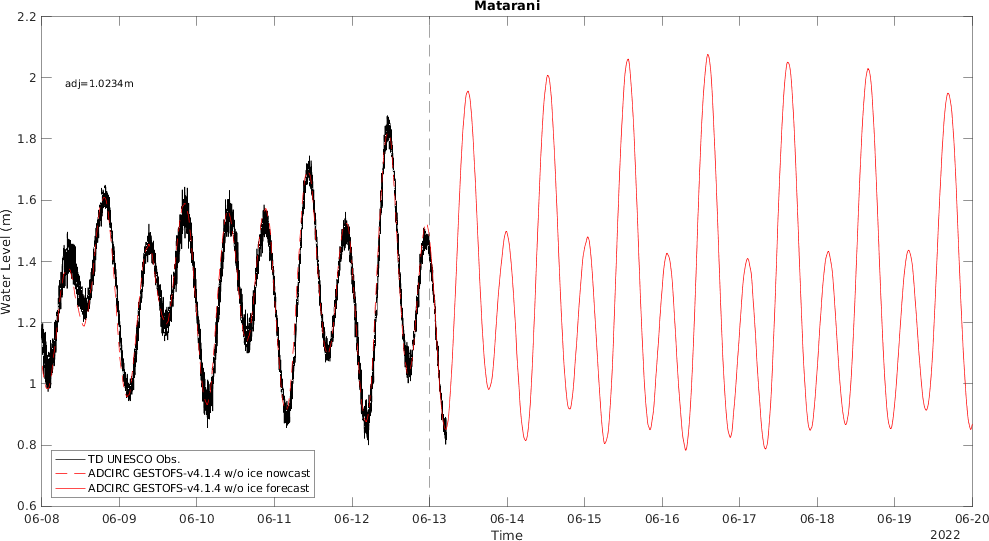 Matarani
2.2
2
1.8
1.6
1.4
1.2
1
0.8
0.6
Water Level (m)
adj=1.0234m
TD UNESCO Obs.
ADCIRC GESTOFS-v4.1.4 w/o ice nowcast
ADCIRC GESTOFS-v4.1.4 w/o ice forecast
06-08 06-09 06-10 06-11 06-12 06-13 06-14 06-15 06-16 06-17 06-18 06-19 06-20
Time
2022